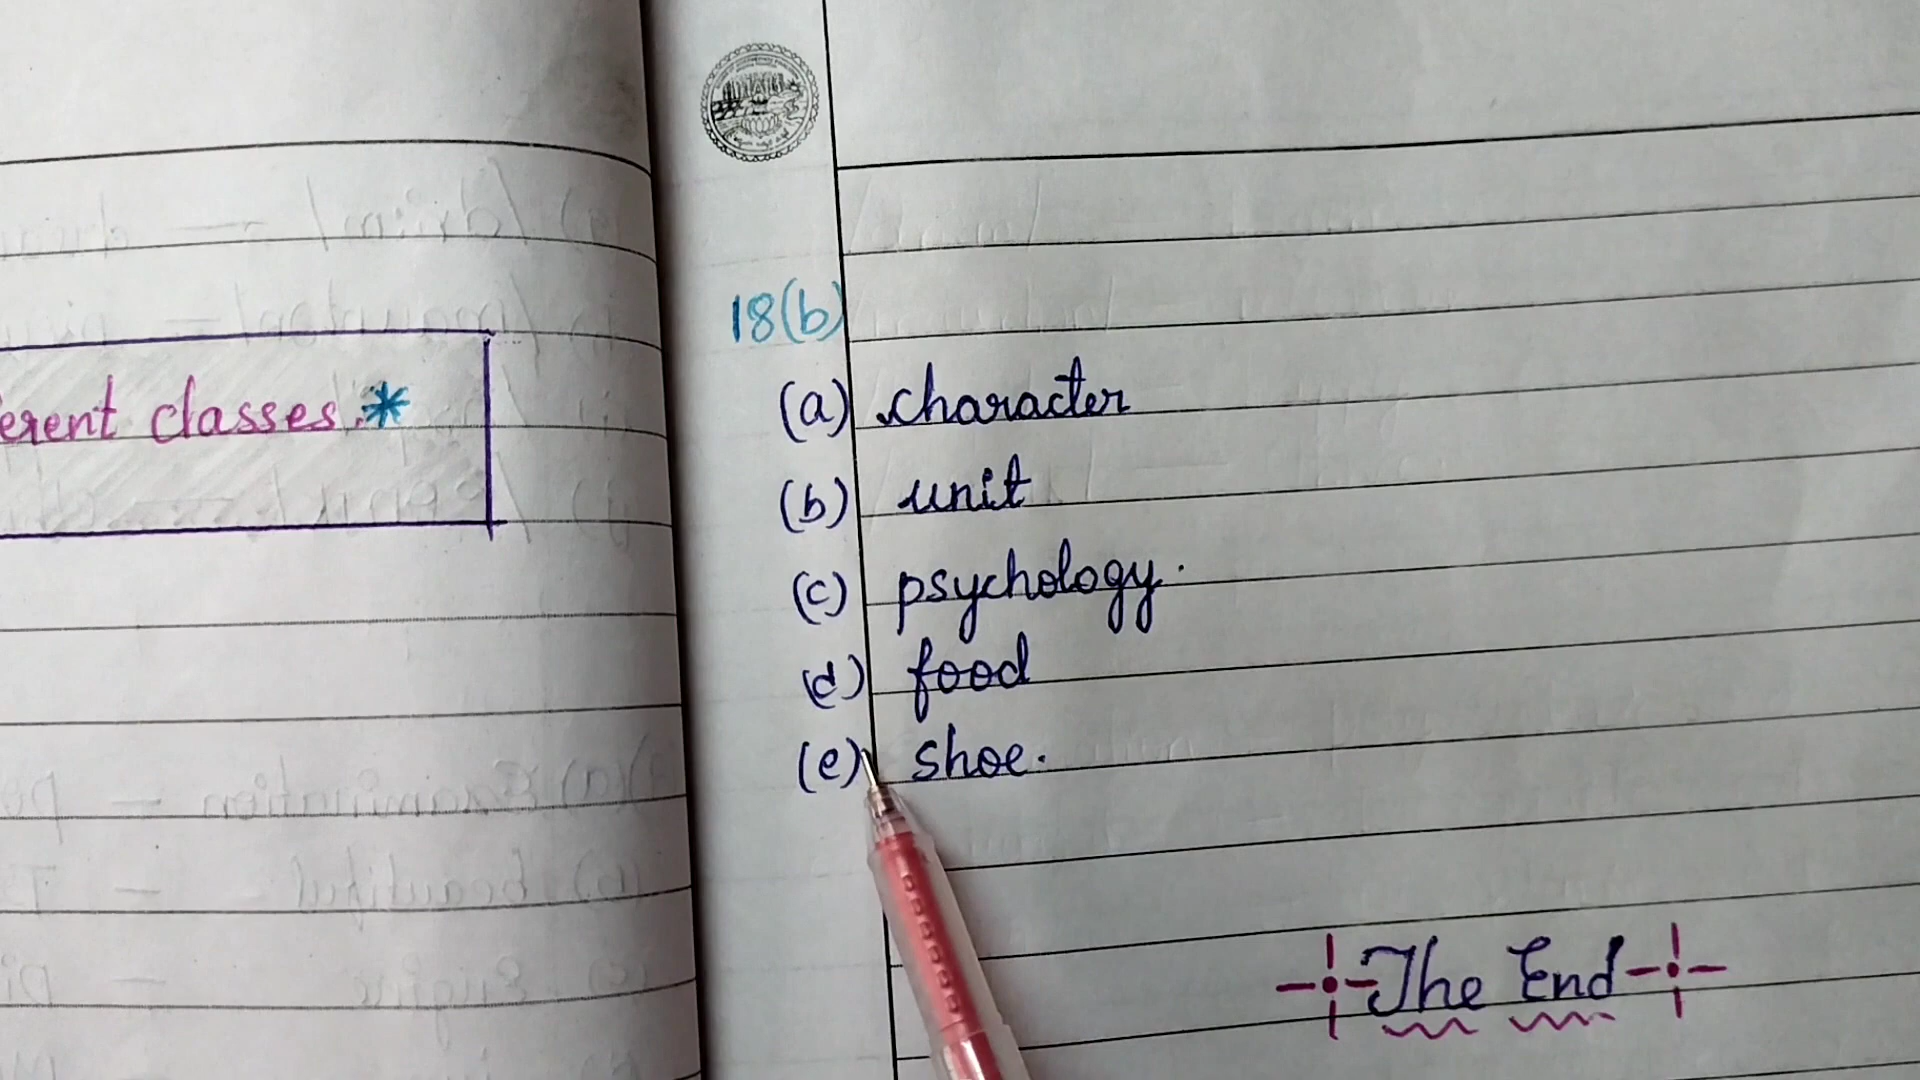 erent classes.*
18(b)
(a) character
(b) unit
(c) psychology.
(d) food
(e) shoe.
The End